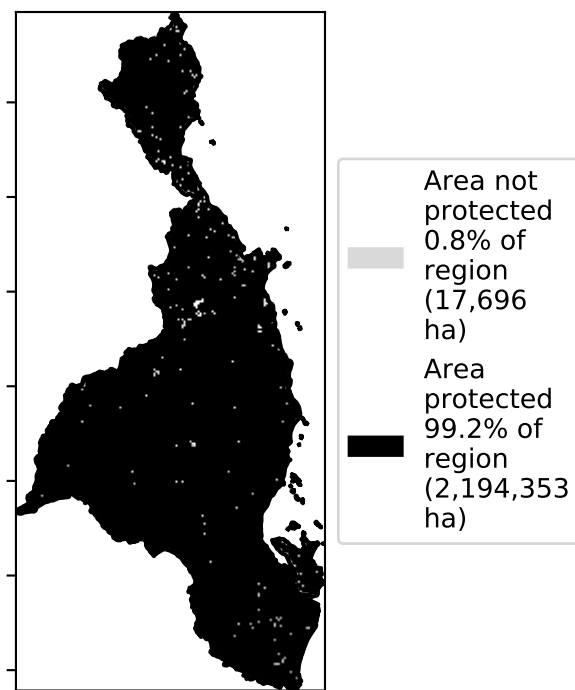 Area not
protected
0.8% of
region
(17,696
ha)
Area
protected
99.2% of
region
(2,194,353
ha)